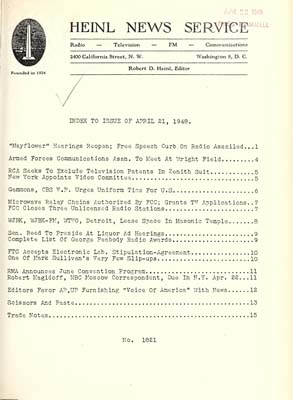 HEINL NEWS SERVICE
Radio — Television — FM — Communications
2400 California Street, N. W. Washington 8, D. C.
Robert D. Heinl, Editor
Founded in 1924
INDEX TO ISSUE OF APRIL 21, 1948.
"Mayflower" Hearings Reopen; Free Speech Curb On Radio Assailed...1
Armed Forces Communications Assn. To Meet At Wright Field.........4
RCA Seeks To Exclude Television Patents In Zenith Suit............5
New York Appoints Video Committee.................................5
Gammons, CBS V.P. Urges Uniform Time For U.S......................6
Microwave Relay Chains Authorized By FCC; Grants TV Applications..7
FCC Closes Three Unlicensed Radio Stations........................7
WJBK, WJBK-FM, WTVO, Detroit, Lease Space In Masonic Temple.......8
Sen. Reed To Preside At Liquor Ad Hearings........................9
Complete List Of George Peabody Radio Awards......................9
FTC Accepts Electronic Lab. Stipulation-Agreement................10
One Of Mark Sullivan's Very Few Slip-ups.........................10
RMA Announces June Convention Program............................11
Robert Magidoff, NBC Moscow Correspondent, Due In N.Y. Apr. 22...11
Editors Favor AP,UP Furnishing "Voice Of America" With News......12
Scissors And Paste...............................................13
Trade Notes......................................................15
No. 1821